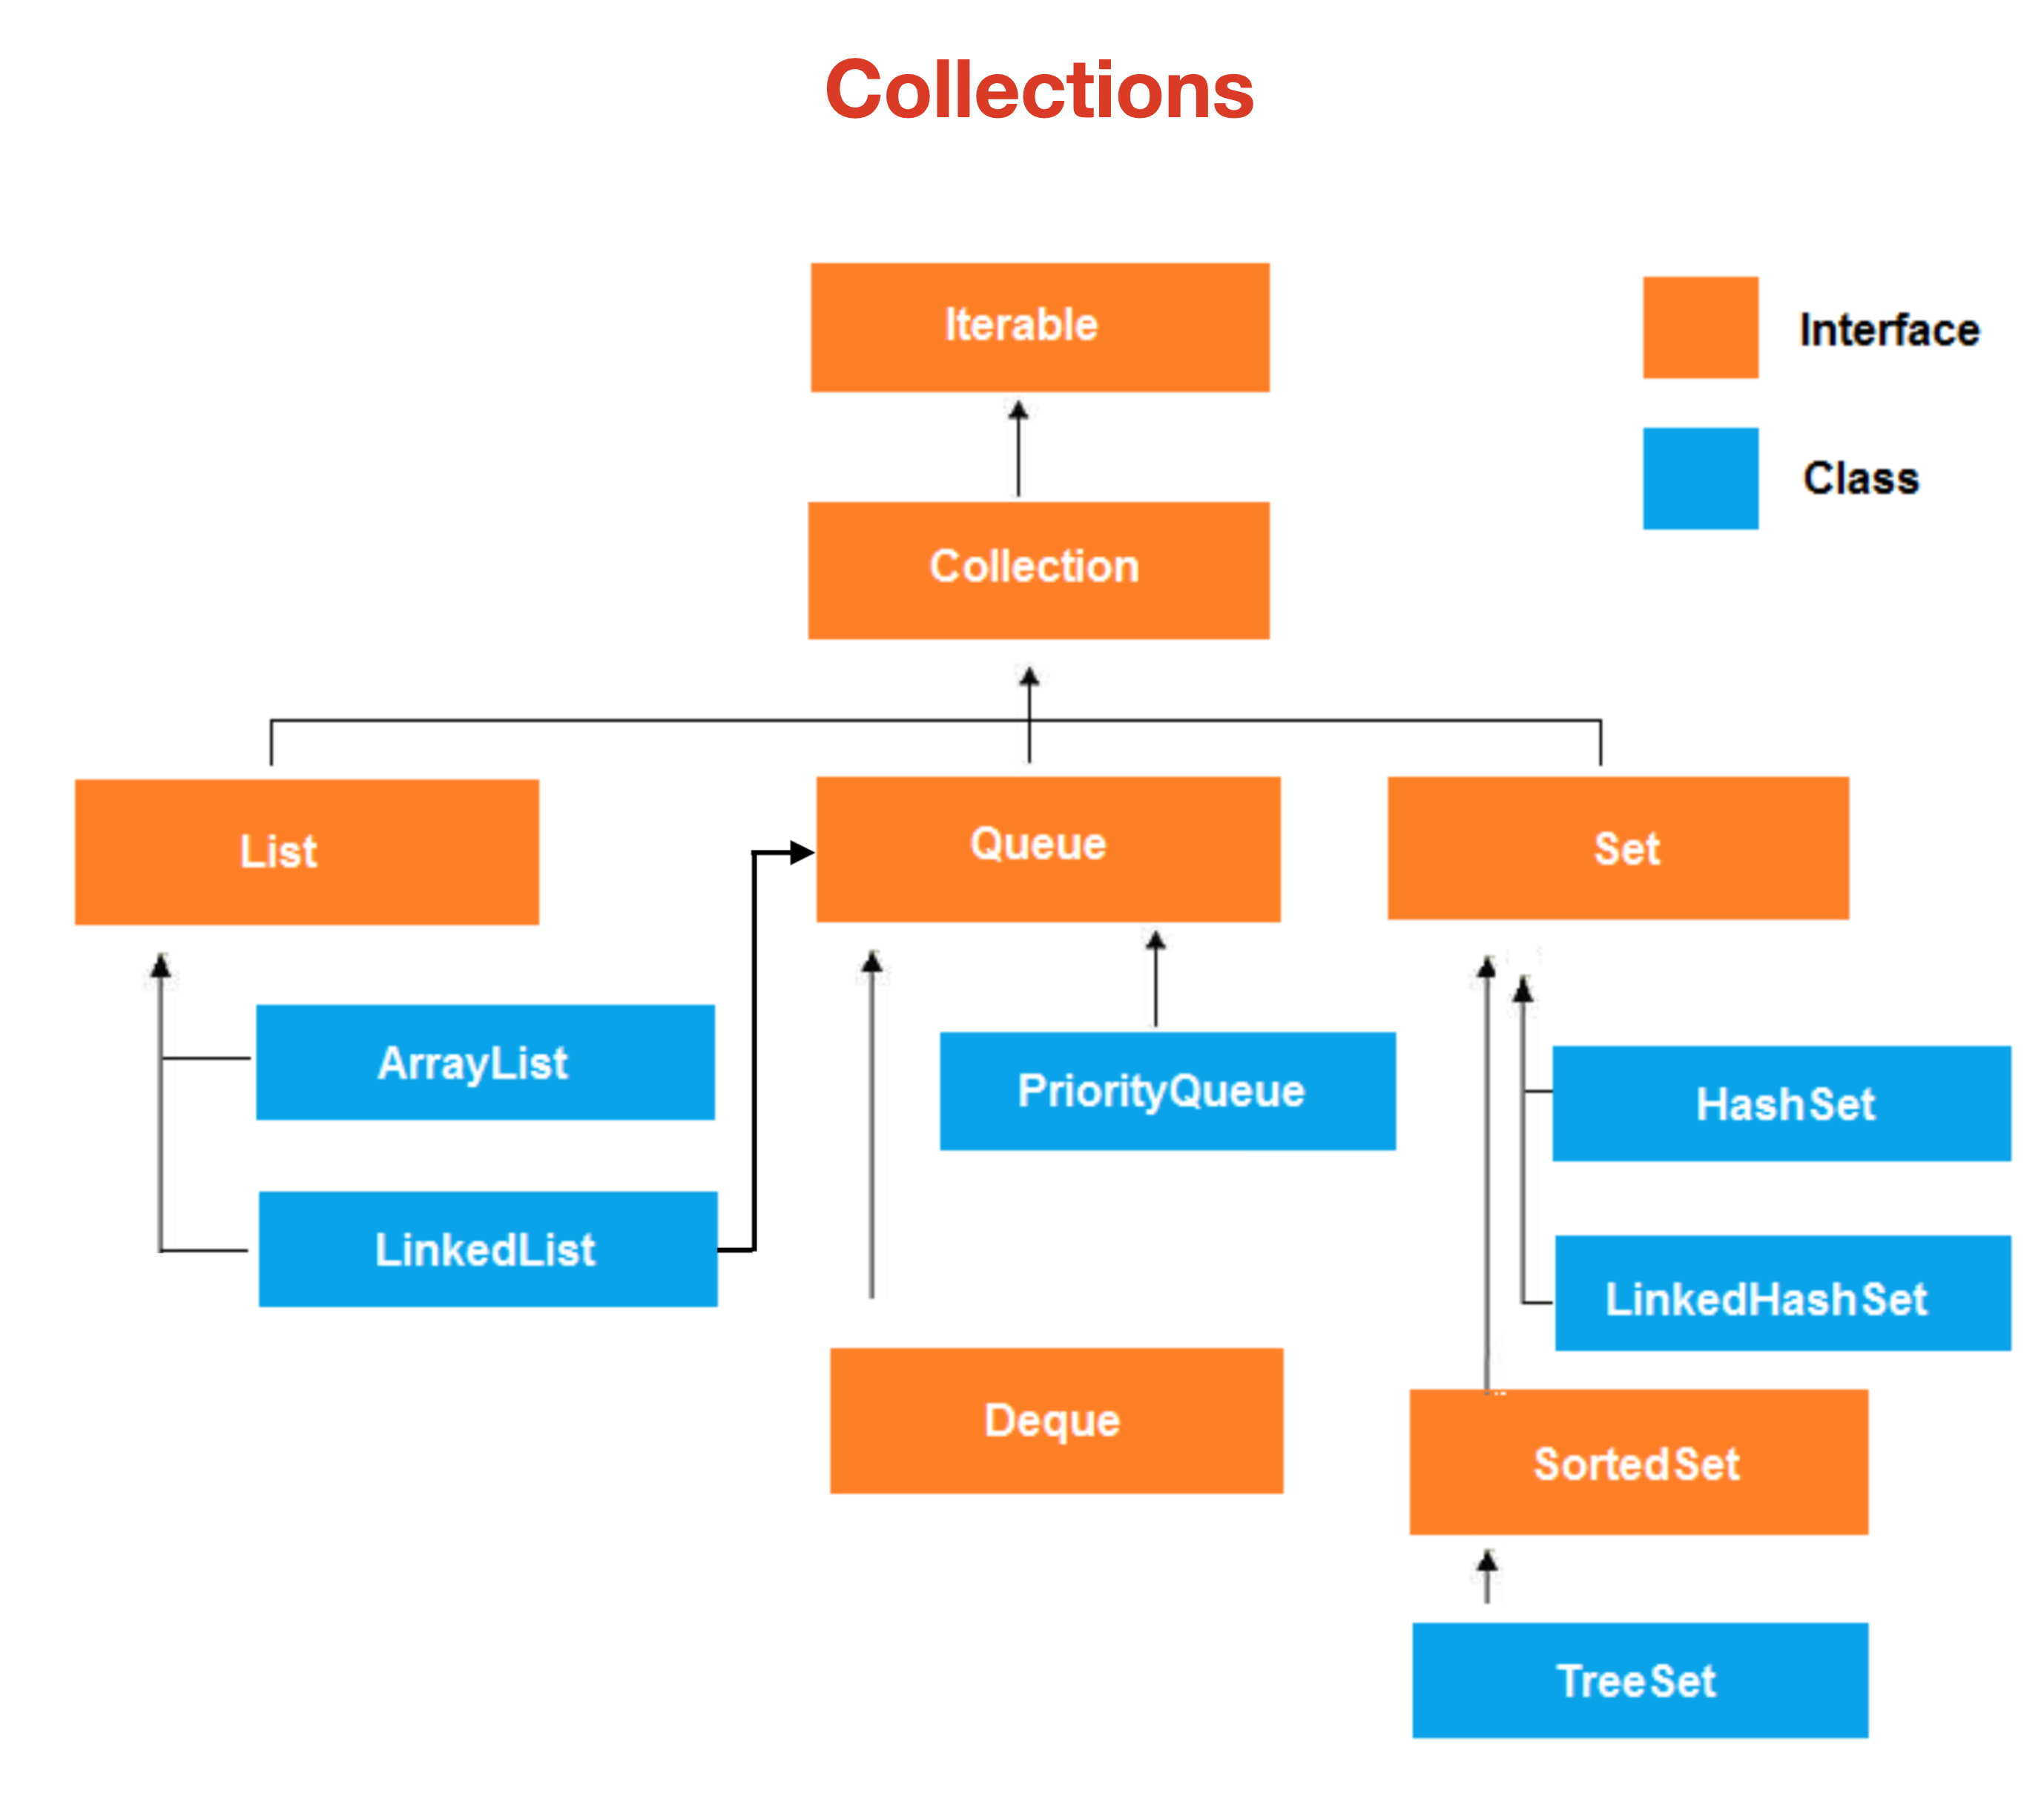 Collections
Iterable
Interface
Class
Collection
List
Queue
Set
ArrayList
PriorityQueue
HashSet
LinkedList
LinkedHashSet
Deque
SortedSet
TreeSet